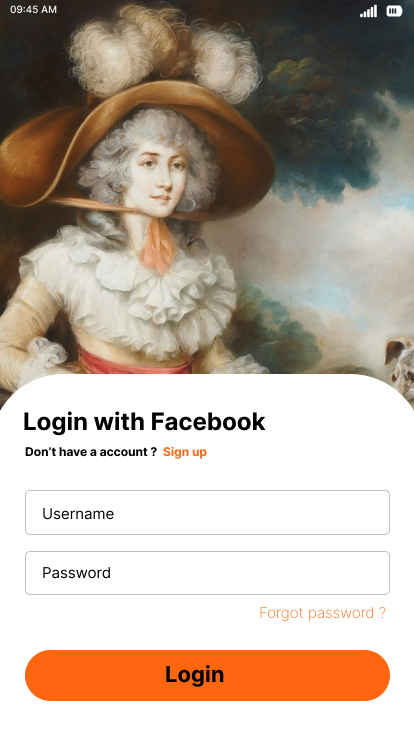 09:45 AM
Login with Facebook
Don't have a account ? Sign up
Username
Password
Forgot password ?
Login